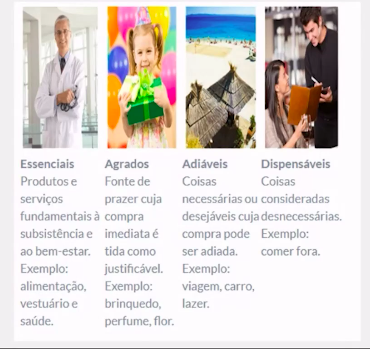 Essenciais
Produtos e
serviços
fundamentais à
subsistência e
ao bem-estar.
Exemplo:
alimentação,
vestuário e
saúde.
Agrados
Fonte de
prazer cuja
compra
imediata é
tida como
justificável.
Exemplo:
brinquedo,
perfume, flor.
Adiáveis
Coisas
necessárias ou
desejáveis cuja
compra pode
ser adiada.
Exemplo:
viagem, carro,
lazer.
Dispensáveis
Coisas
consideradas
desnecessárias.
Exemplo:
comer fora.